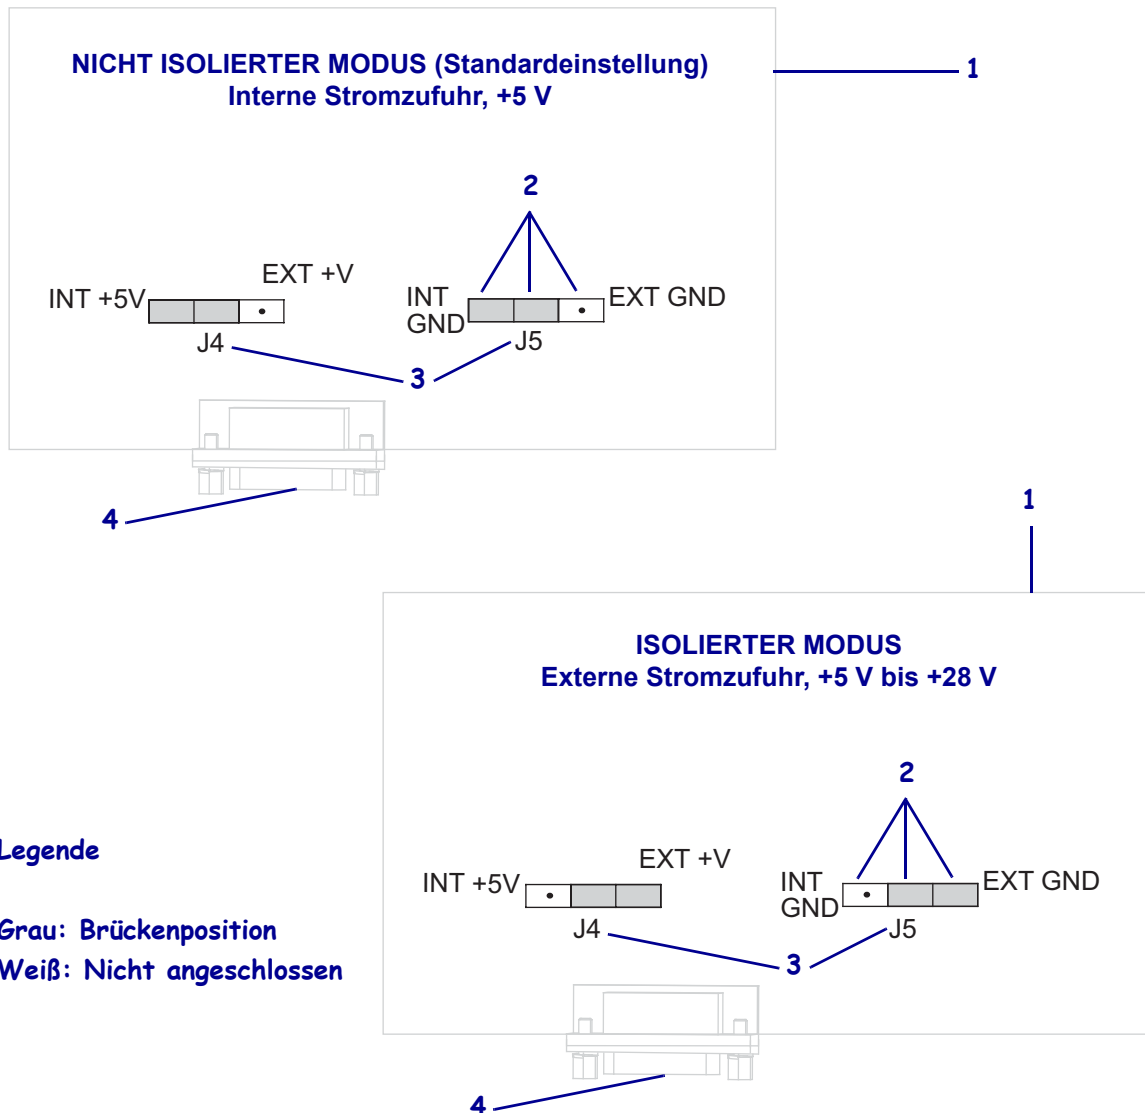 NICHT ISOLIERTER MODUS (Standardeinstellung)
Interne Stromzufuhr, +5 V
1
2
INT +5V
EXT +V
INT
GND
EXT GND
J4
J5
3
4
1
ISOLIERTER MODUS
Externe Stromzufuhr, +5 V bis +28 V
2
INT +5V
EXT +V
INT
GND
EXT GND
J4
J5
3
4
Legende
Grau: Brückenposition
Weiß: Nicht angeschlossen